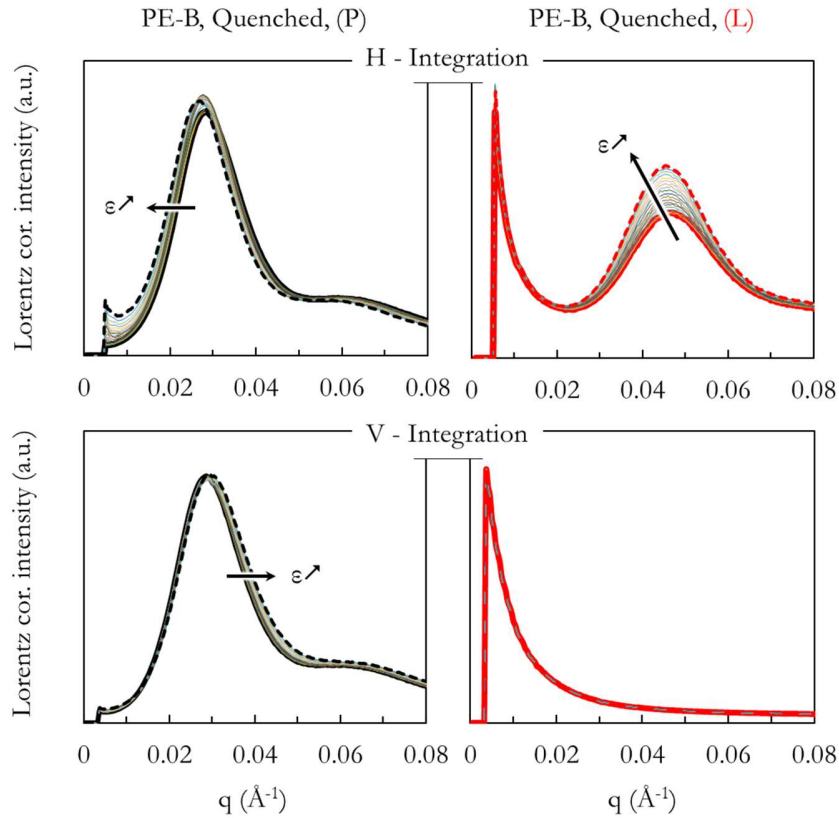 PE-B, Quenched, (P)
PE-B, Quenched, (L)
H - Integration
Lorentz cor. intensity (a.u.)
ε↗
ε↗
0 0.02 0.04 0.06 0.08
0 0.02 0.04 0.06 0.08
V - Integration
Lorentz cor. intensity (a.u.)
ε↗
0 0.02 0.04 0.06 0.08
0 0.02 0.04 0.06 0.08
q (Å-1)
q (Å-1)